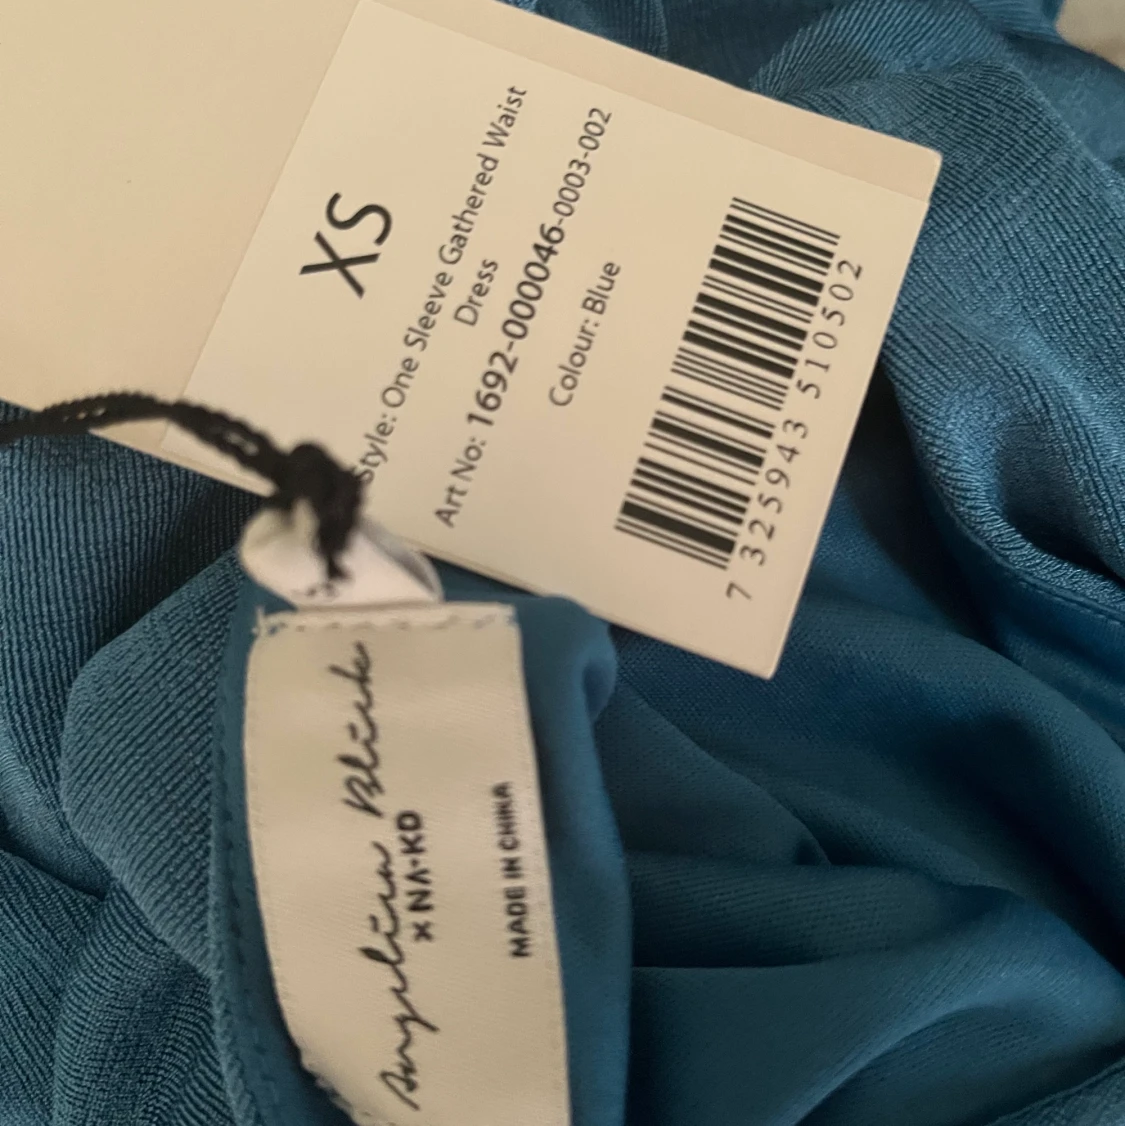 XS
Style: One Sleeve Gathered Waist
Dress
Art No: 1692-000046-0003-002
Colour: Blue
7 325943 510502
Angelica Blick
X NA-KD
MADE IN CHINA